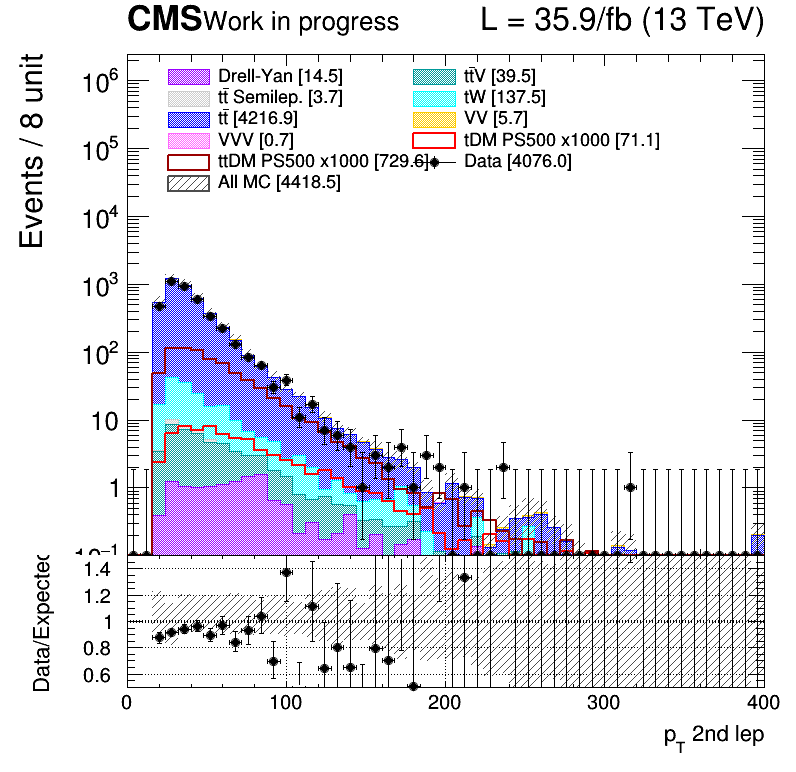 CMS Work in progress L = 35.9/fb (13 TeV)
Events / 8 unit
Drell-Yan [14.5] tt̄V [39.5]
tt̄ Semilep. [3.7] tW [137.5]
tt̄ [4216.9] VV [5.7]
VVV [0.7] tDM PS500 x1000 [71.1]
ttDM PS500 x1000 [729.6] Data [4076.0]
All MC [4418.5]
10⁶
10⁵
10⁴
10³
10²
10
1
10⁻¹
Data/Expected
1.4
1.2
1
0.8
0.6
0 100 200 300 400
p_T 2nd lep